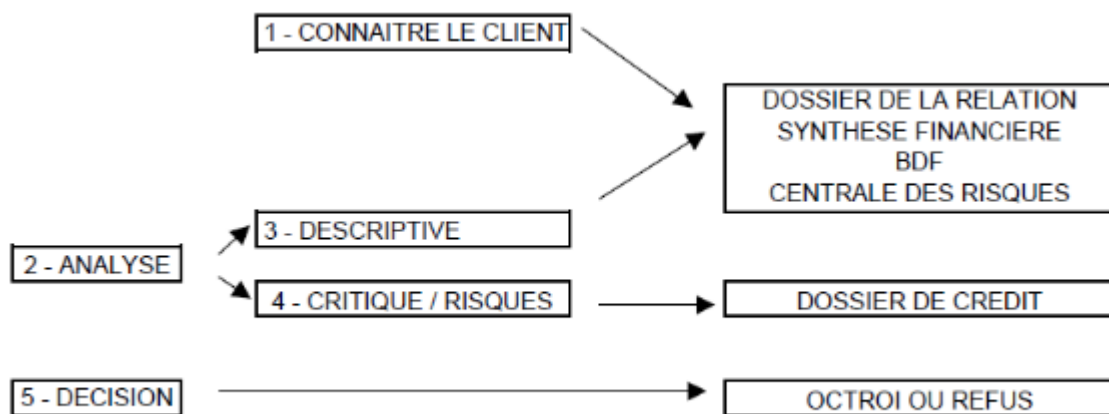 1 - CONNAITRE LE CLIENT
DOSSIER DE LA RELATION
SYNTHESE FINANCIERE
BDF
CENTRALE DES RISQUES
3 - DESCRIPTIVE
2 - ANALYSE
4 - CRITIQUE / RISQUES
DOSSIER DE CREDIT
5 - DECISION
OCTROI OU REFUS